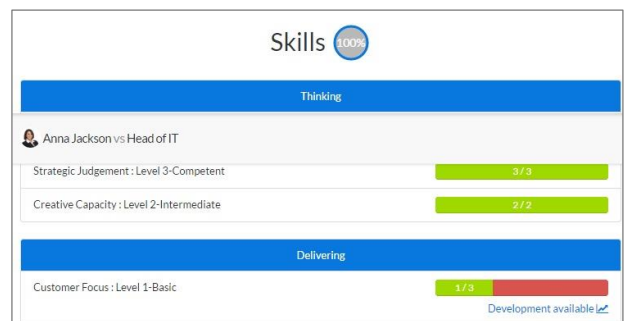 Skills 100%
Thinking
Anna Jackson vs Head of IT
Strategic Judgement : Level 3-Competent 3 / 3
Creative Capacity : Level 2-Intermediate 2 / 2
Delivering
Customer Focus : Level 1-Basic 1 / 3
Development available